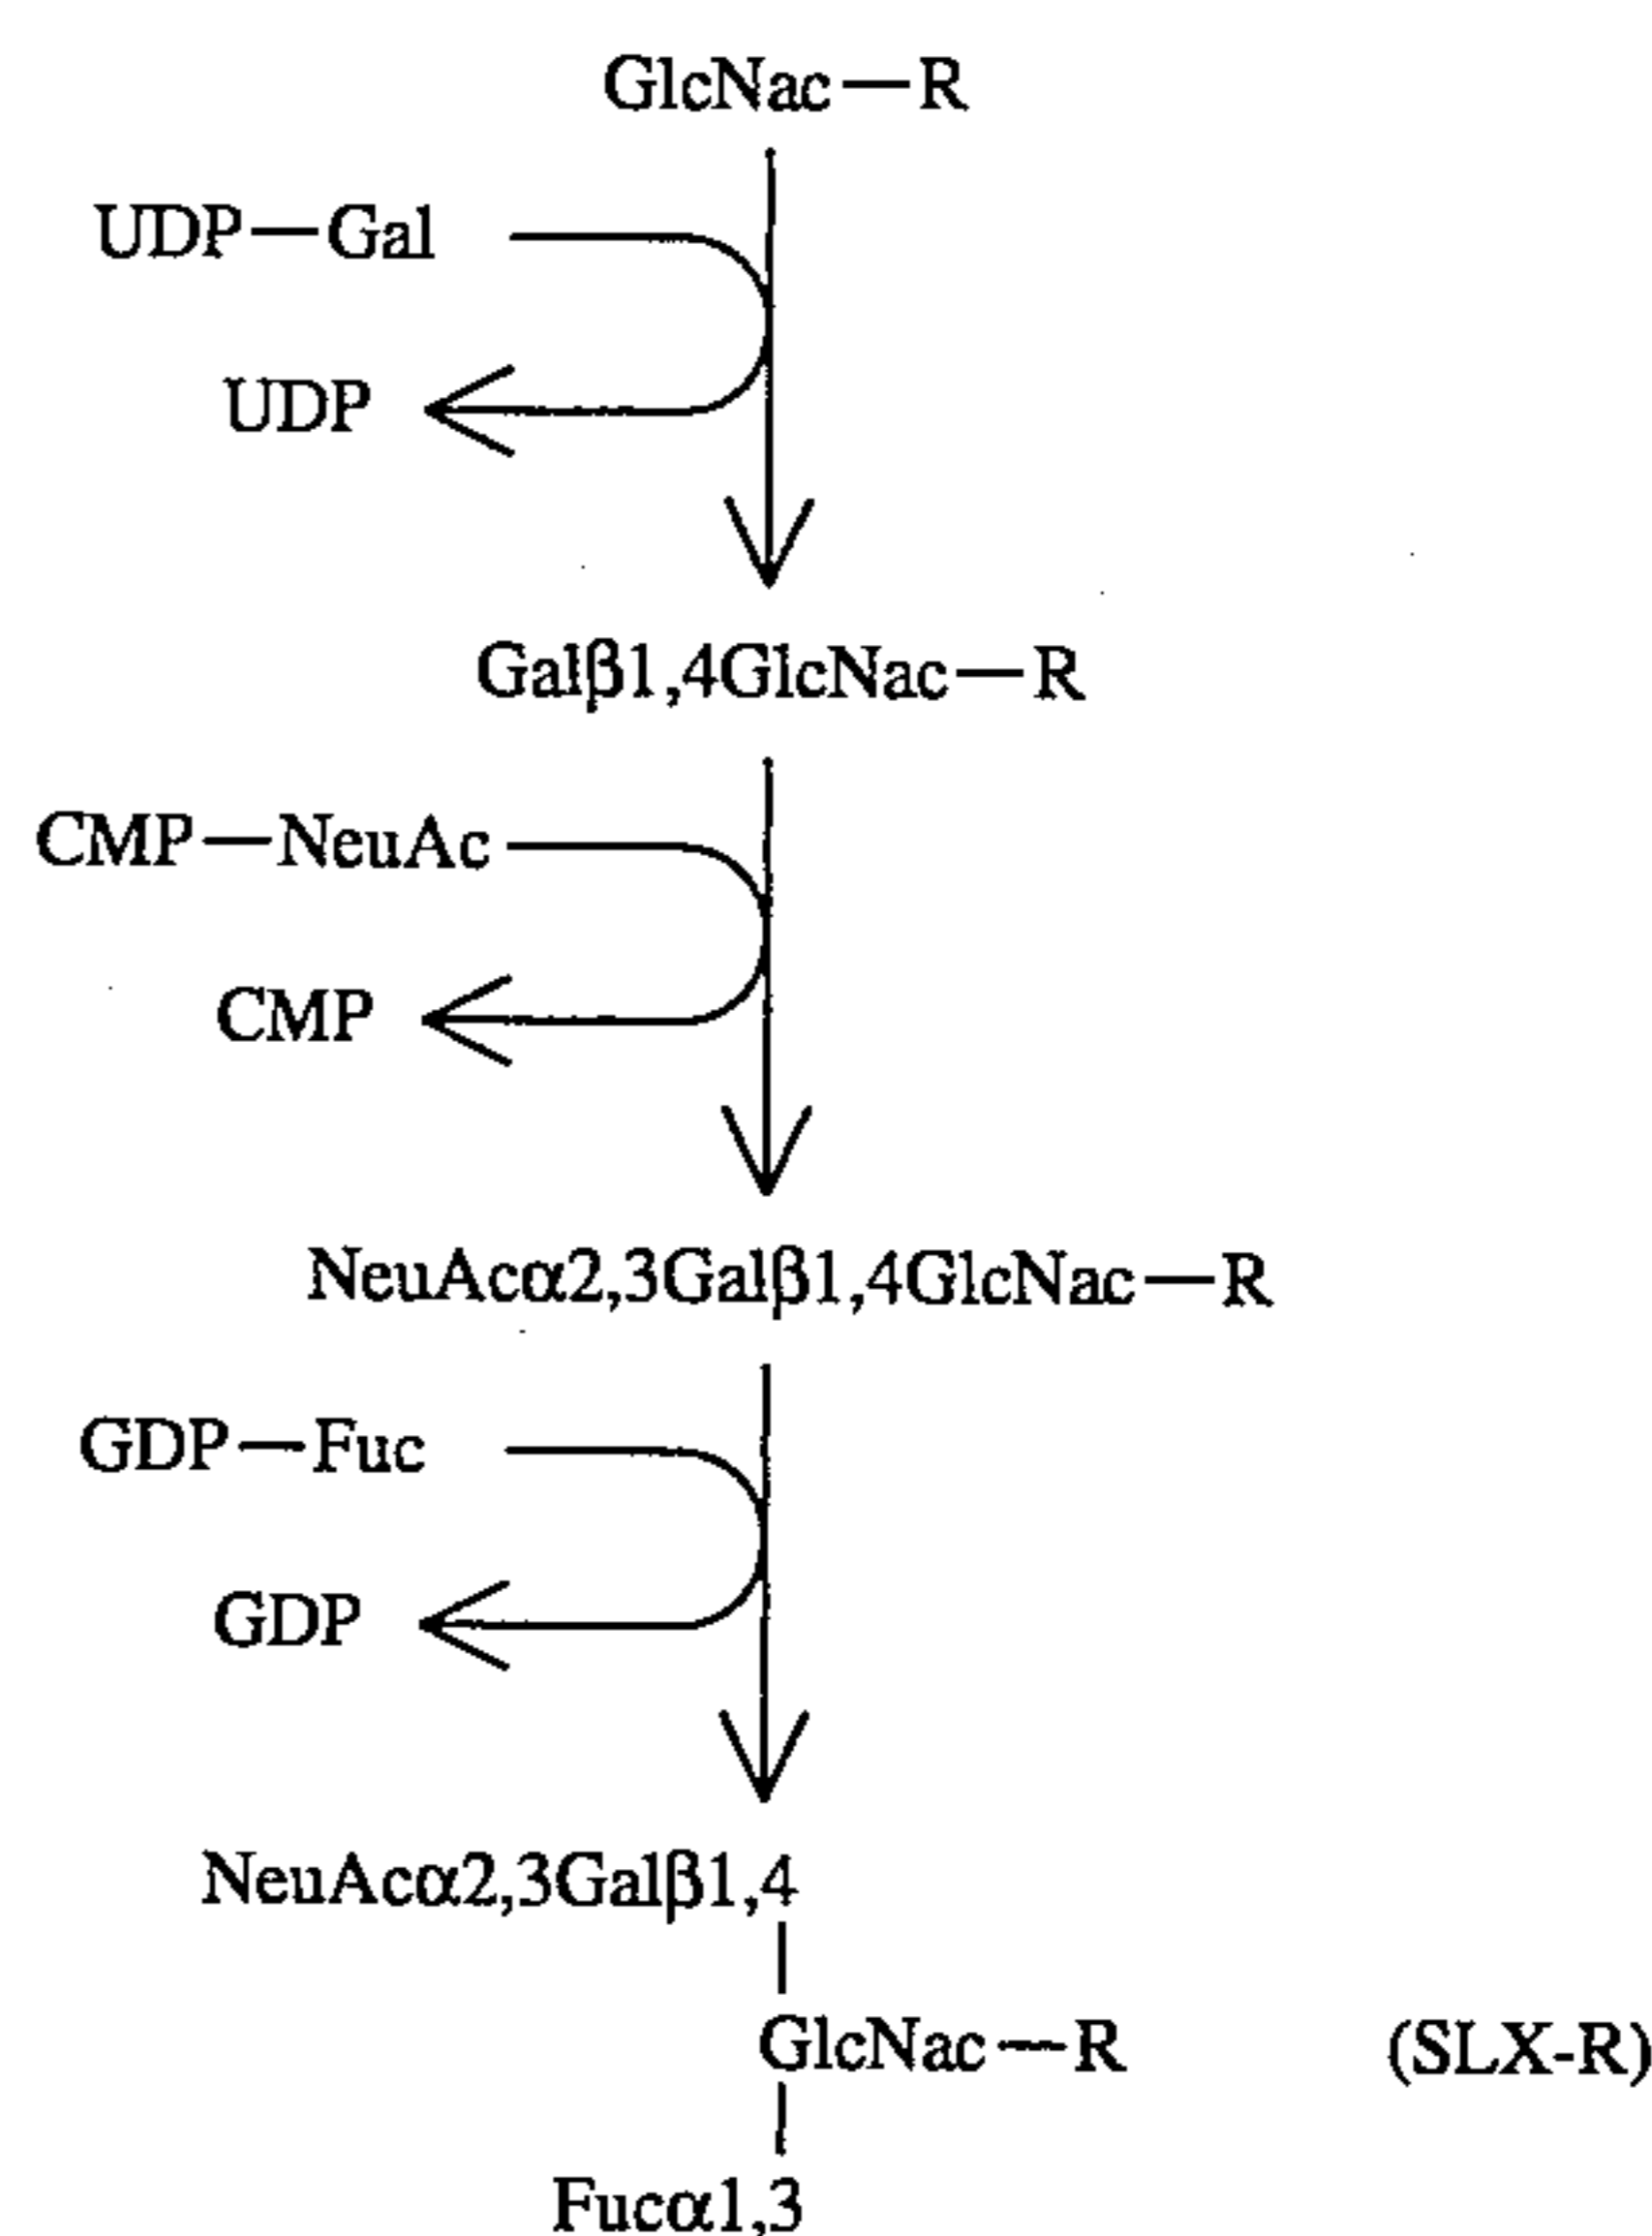 GlcNac—R
UDP—Gal
UDP
Galβ1,4GlcNac—R
CMP—NeuAc
CMP
NeuAcα2,3Galβ1,4GlcNac—R
GDP—Fuc
GDP
NeuAcα2,3Galβ1,4
GlcNac—R (SLX-R)
Fucα1,3